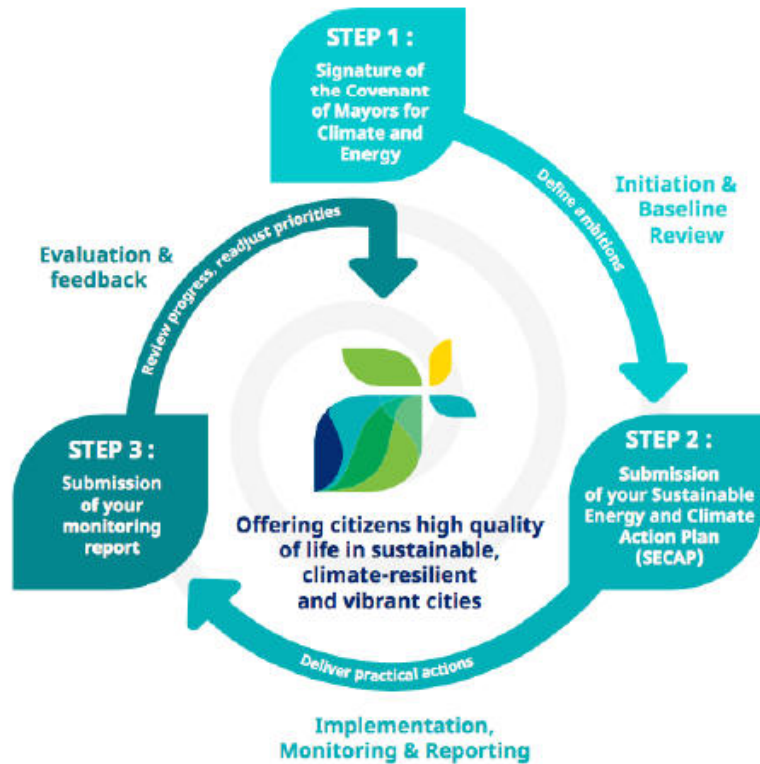 STEP 1 :
Signature of
the Covenant
of Mayors for
Climate and
Energy
Define ambitions
Initiation &
Baseline
Review
STEP 2 :
Submission
of your Sustainable
Energy and Climate
Action Plan
(SECAP)
Deliver practical actions
Implementation,
Monitoring & Reporting
STEP 3 :
Submission
of your
monitoring
report
Review progress, readjust priorities
Evaluation &
feedback
Offering citizens high quality
of life in sustainable,
climate-resilient
and vibrant cities